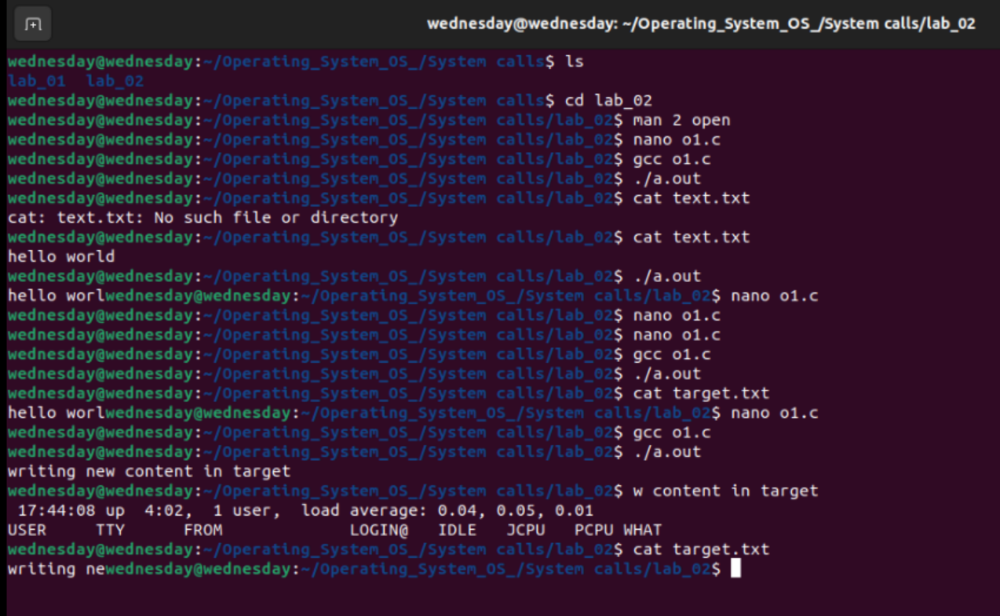 wednesday@wednesday: ~/Operating_System_OS_/System calls/lab_02
wednesday@wednesday:~/Operating_System_OS_/System calls$ ls
lab_01  lab_02
wednesday@wednesday:~/Operating_System_OS_/System calls$ cd lab_02
wednesday@wednesday:~/Operating_System_OS_/System calls/lab_02$ man 2 open
wednesday@wednesday:~/Operating_System_OS_/System calls/lab_02$ nano o1.c
wednesday@wednesday:~/Operating_System_OS_/System calls/lab_02$ gcc o1.c
wednesday@wednesday:~/Operating_System_OS_/System calls/lab_02$ ./a.out
wednesday@wednesday:~/Operating_System_OS_/System calls/lab_02$ cat text.txt
cat: text.txt: No such file or directory
wednesday@wednesday:~/Operating_System_OS_/System calls/lab_02$ cat text.txt
hello world
wednesday@wednesday:~/Operating_System_OS_/System calls/lab_02$ ./a.out
hello worlwednesday@wednesday:~/Operating_System_OS_/System calls/lab_02$ nano o1.c
wednesday@wednesday:~/Operating_System_OS_/System calls/lab_02$ nano o1.c
wednesday@wednesday:~/Operating_System_OS_/System calls/lab_02$ nano o1.c
wednesday@wednesday:~/Operating_System_OS_/System calls/lab_02$ gcc o1.c
wednesday@wednesday:~/Operating_System_OS_/System calls/lab_02$ ./a.out
wednesday@wednesday:~/Operating_System_OS_/System calls/lab_02$ cat target.txt
hello worlwednesday@wednesday:~/Operating_System_OS_/System calls/lab_02$ nano o1.c
wednesday@wednesday:~/Operating_System_OS_/System calls/lab_02$ gcc o1.c
wednesday@wednesday:~/Operating_System_OS_/System calls/lab_02$ ./a.out
writing new content in target
wednesday@wednesday:~/Operating_System_OS_/System calls/lab_02$ w content in target
 17:44:08 up  4:02,  1 user,  load average: 0.04, 0.05, 0.01
USER     TTY      FROM             LOGIN@   IDLE   JCPU   PCPU WHAT
wednesday@wednesday:~/Operating_System_OS_/System calls/lab_02$ cat target.txt
writing newednesday@wednesday:~/Operating_System_OS_/System calls/lab_02$